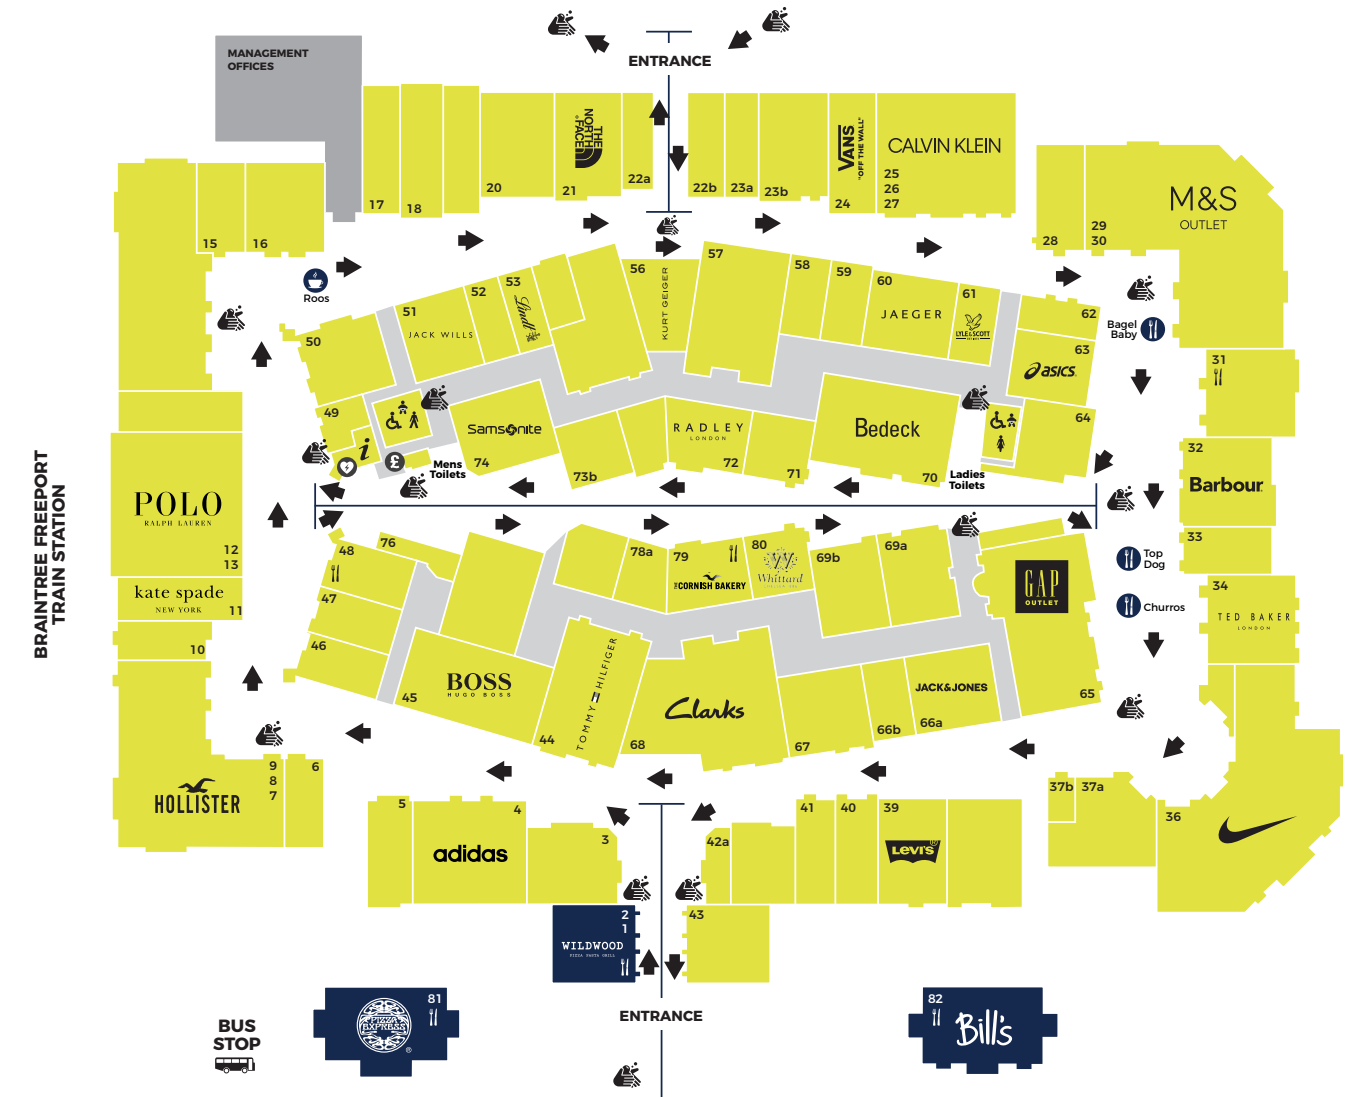 ENTRANCE
MANAGEMENT
OFFICES
17
18
20
THE
NORTH
FACE
21
22a
22b
23a
23b
VANS
"OFF THE WALL"
24
CALVIN KLEIN
25
26
27
28
M&S
OUTLET
29
30
15
16
Roos
50
51
JACK WILLS
52
53
Lindt
56
KURT GEIGER
57
58
59
60
JAEGER
61
LYLE & SCOTT
62
63
asics
64
Bagel
Baby
31
32
Barbour
33
34
TED BAKER
LONDON
Top
Dog
Churros
49
i
£
Mens
Toilets
Samsonite
74
73b
RADLEY
LONDON
72
71
Bedeck
70
Ladies
Toilets
BRAINTREE FREEPORT
TRAIN STATION
POLO
RALPH LAUREN
12
13
kate spade
NEW YORK
11
10
48
76
47
46
78a
79
THE CORNISH BAKERY
80
Whittard
69b
69a
GAP
OUTLET
65
45
BOSS
HUGO BOSS
44
TOMMY HILFIGER
68
Clarks
67
66b
JACK&JONES
66a
9
8
7
HOLLISTER
6
5
adidas
4
3
42a
41
40
39
Levi's
37b
37a
36
2
1
WILDWOOD
PIZZA PASTA GRILL
43
ENTRANCE
BUS
STOP
81
PIZZA
EXPRESS
82
Bill's